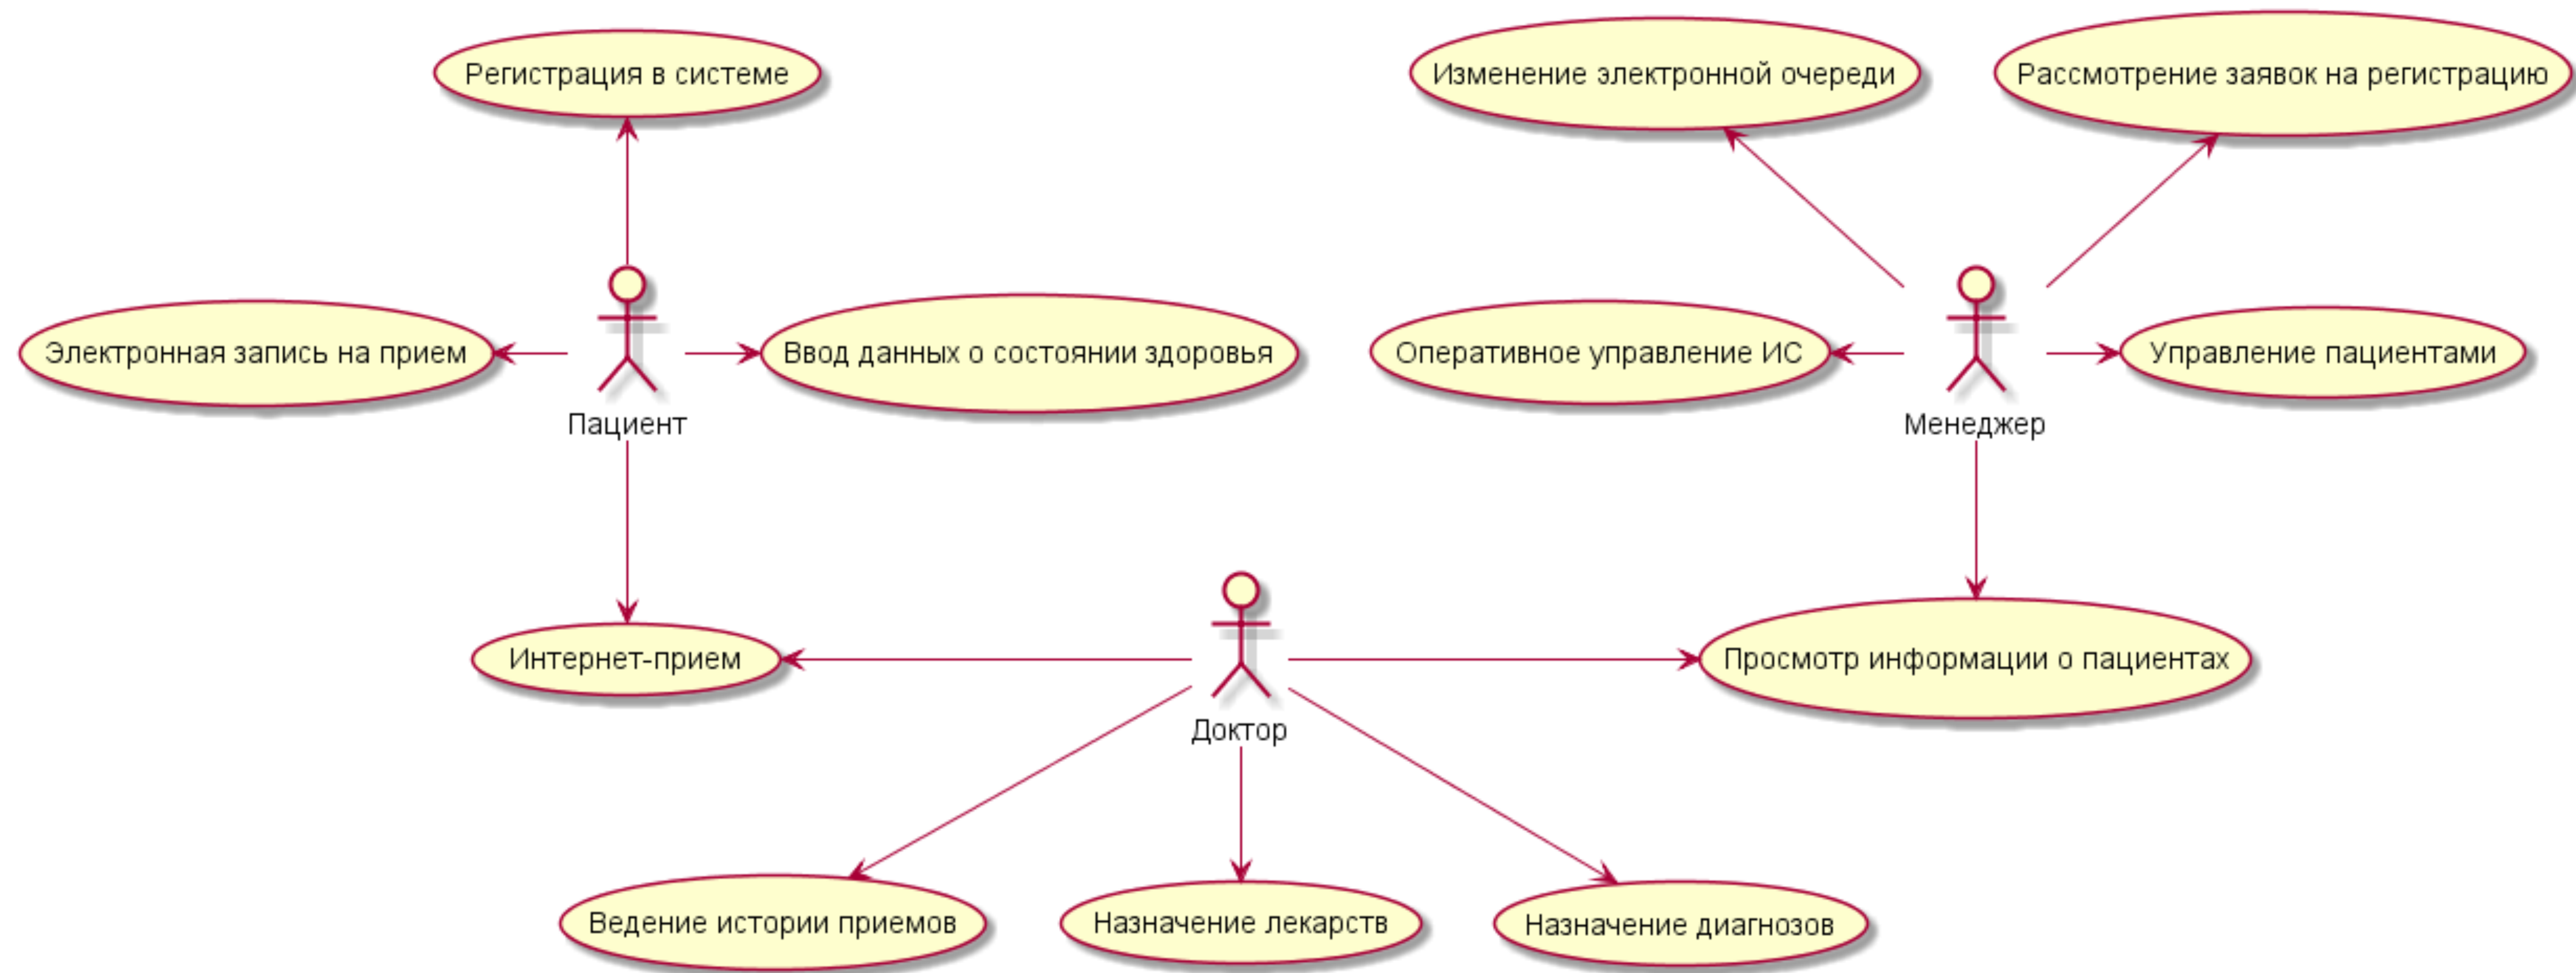 Регистрация в системе
Изменение электронной очереди
Рассмотрение заявок на регистрацию
Электронная запись на прием
Ввод данных о состоянии здоровья
Оперативное управление ИС
Управление пациентами
Пациент
Менеджер
Интернет-прием
Просмотр информации о пациентах
Доктор
Ведение истории приемов
Назначение лекарств
Назначение диагнозов